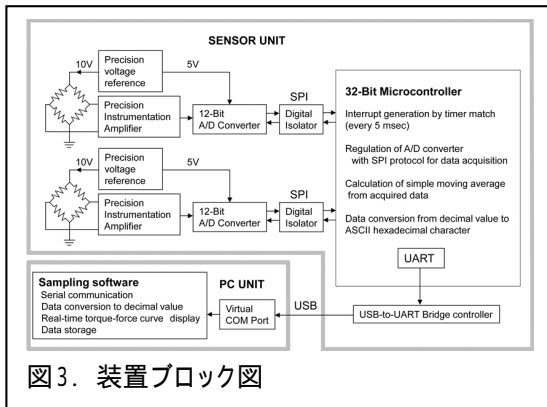 SENSOR UNIT
10V
Precision
voltage
reference
5V
Precision
Instrumentation
Amplifier
12-Bit
A/D Converter
SPI
Digital
Isolator
Precision
voltage
reference
5V
Precision
Instrumentation
Amplifier
12-Bit
A/D Converter
SPI
Digital
Isolator
10V
32-Bit Microcontroller
Interrupt generation by timer match
(every 5 msec)
Regulation of A/D converter
with SPI protocol for data acquisition
Calculation of simple moving average
from acquired data
Data conversion from decimal value to
ASCII hexadecimal character
UART
USB-to-UART Bridge controller
USB
PC UNIT
Virtual
COM Port
Sampling software
Serial communication
Data conversion to decimal value
Real-time torque-force curve display
Data storage
図3. 装置ブロック図